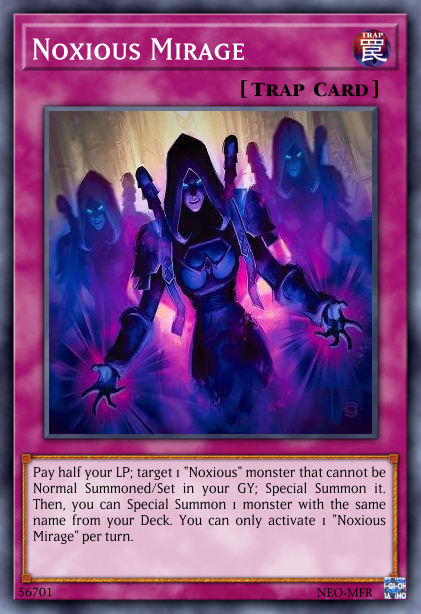 Noxious Mirage
TRAP
罠
[Trap Card]
Pay half your LP; target 1 "Noxious" monster that cannot be
Normal Summoned/Set in your GY; Special Summon it.
Then, you can Special Summon 1 monster with the same
name from your Deck. You can only activate 1 "Noxious
Mirage" per turn.
56701
NEO-MFR